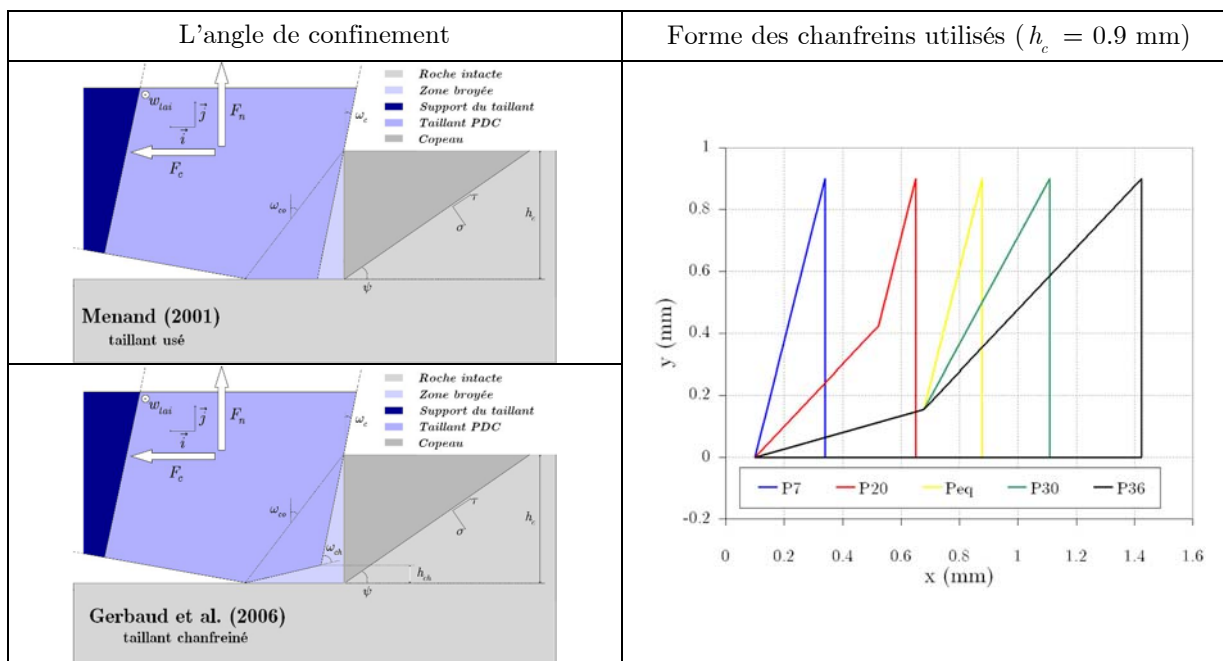 L'angle de confinement
Forme des chanfreins utilisés ( h_c = 0.9 mm)
Roche intacte
Zone broyée
Support du taillant
Taillant PDC
Copeau
w_lai
j
i
F_n
F_c
ω_c
ω_co
τ
σ
h_c
ψ
Menand (2001)
taillant usé
Roche intacte
Zone broyée
Support du taillant
Taillant PDC
Copeau
w_lai
j
i
F_n
F_c
ω_c
ω_co
ω_ch
h_ch
τ
σ
h_c
ψ
Gerbaud et al. (2006)
taillant chanfreiné
y (mm)
1
0.8
0.6
0.4
0.2
0
-0.2
P7 P20 Peq P30 P36
0 0.2 0.4 0.6 0.8 1 1.2 1.4 1.6
x (mm)